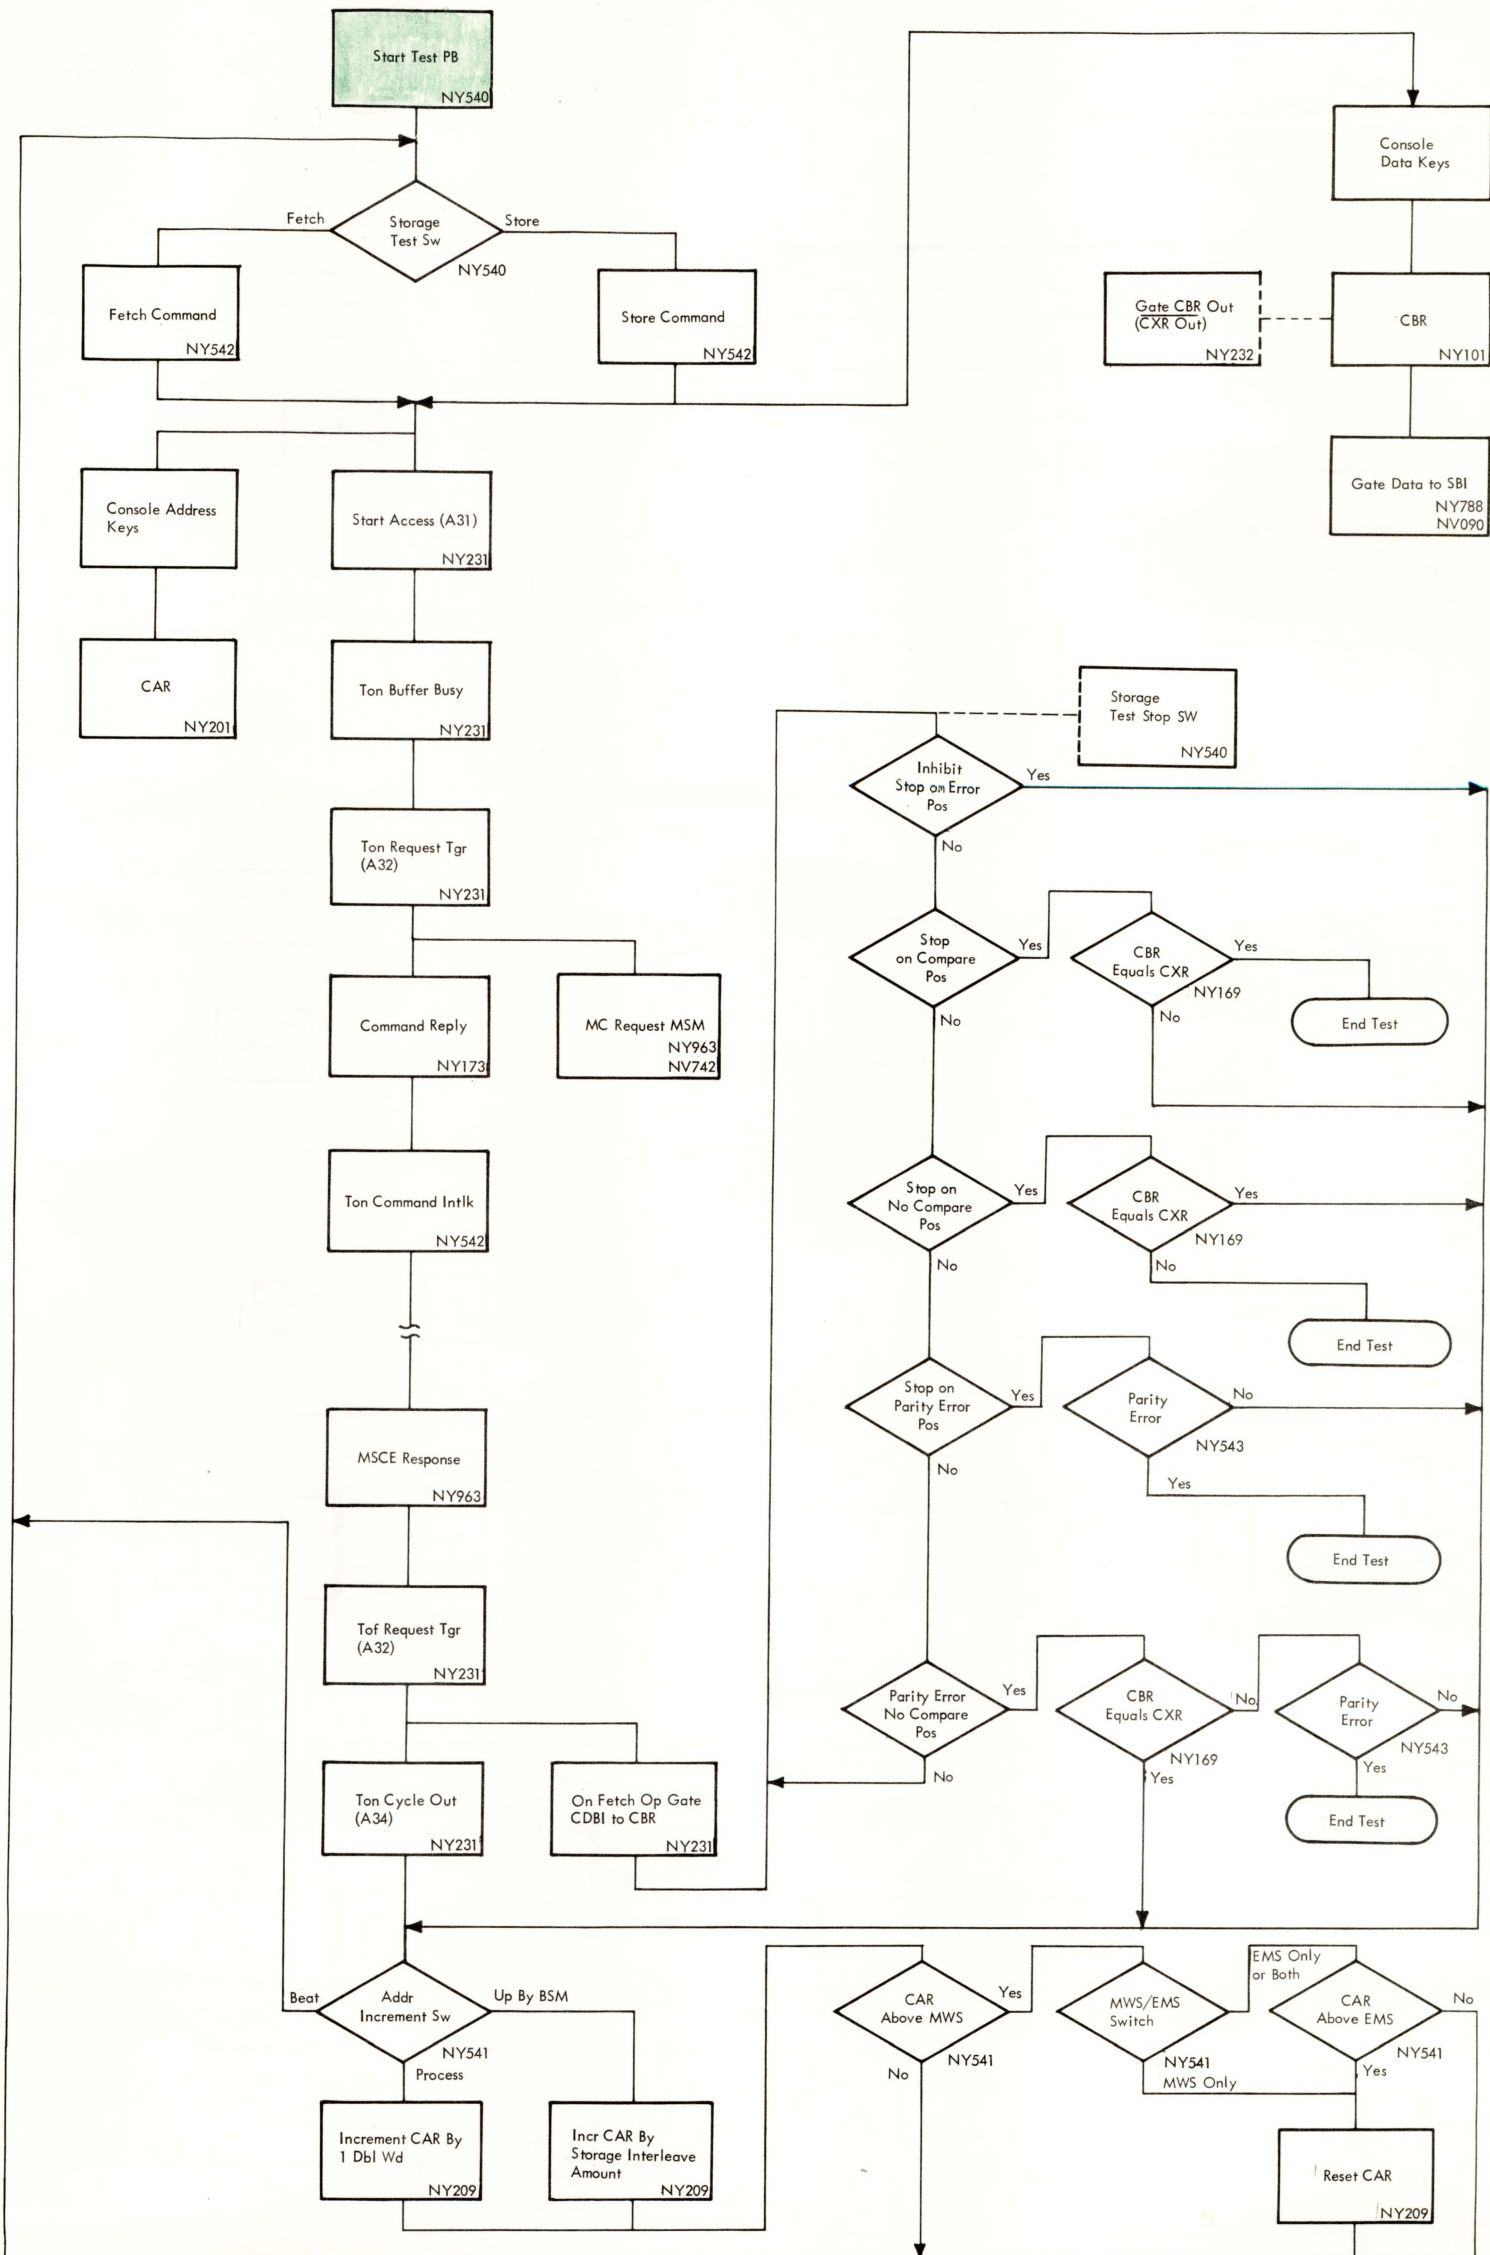 Start Test PB
NY540
Console
Data Keys
Fetch
Storage
Test Sw
Store
NY540
Fetch Command
NY542
Store Command
NY542
Gate CBR Out
(CXR Out)
NY232
CBR
NY101
Console Address
Keys
Start Access (A31)
NY231
Gate Data to SBI
NY788
NV090
CAR
NY201
Ton Buffer Busy
NY231
Storage
Test Stop SW
NY540
Inhibit
Stop on Error
Pos
Yes
No
Ton Request Tgr
(A32)
NY231
Stop
on Compare
Pos
Yes
No
CBR
Equals CXR
Yes
NY169
No
End Test
Command Reply
NY173
MC Request MSM
NY963
NV742
Ton Command Intlk
NY542
Stop on
No Compare
Pos
Yes
No
CBR
Equals CXR
Yes
NY169
No
End Test
Stop on
Parity Error
Pos
Yes
No
Parity
Error
No
NY543
Yes
End Test
MSCE Response
NY963
Tof Request Tgr
(A32)
NY231
Parity Error
No Compare
Pos
Yes
No
CBR
Equals CXR
No
NY169
Yes
Parity
Error
No
NY543
Yes
End Test
Ton Cycle Out
(A34)
NY231
On Fetch Op Gate
CDBI to CBR
NY231
Beat
Addr
Increment Sw
Up By BSM
NY541
Process
CAR
Above MWS
Yes
NY541
No
MWS/EMS
Switch
EMS Only
or Both
NY541
MWS Only
CAR
Above EMS
No
NY541
Yes
Increment CAR By
1 Dbl Wd
NY209
Incr CAR By
Storage Interleave
Amount
NY209
Reset CAR
NY209